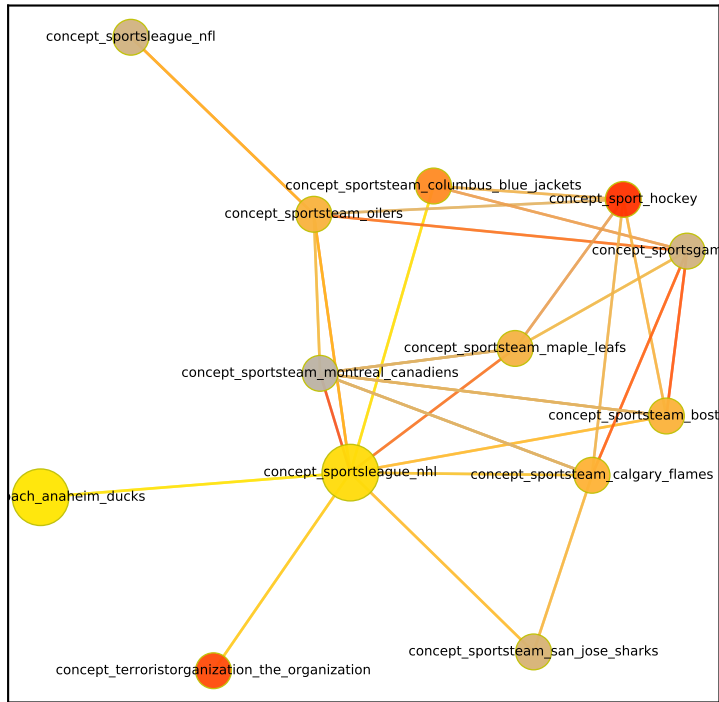 concept_sportsleague_nfl
concept_sportsteam_columbus_blue_jackets
concept_sport_hockey
concept_sportsteam_oilers
concept_sportsgam
concept_sportsteam_maple_leafs
concept_sportsteam_montreal_canadiens
concept_sportsteam_bost
concept_sportsleague_nhl
concept_sportsteam_calgary_flames
oach_anaheim_ducks
concept_sportsteam_san_jose_sharks
concept_terroristorganization_the_organization